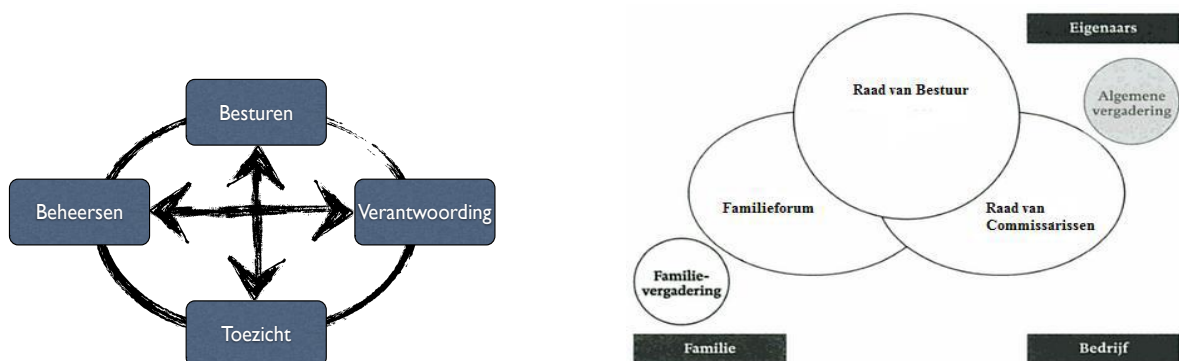 Besturen
Beheersen
Verantwoording
Toezicht
Eigenaars
Raad van Bestuur
Algemene
vergadering
Familieforum
Raad van
Commissarissen
Familie-
vergadering
Familie
Bedrijf